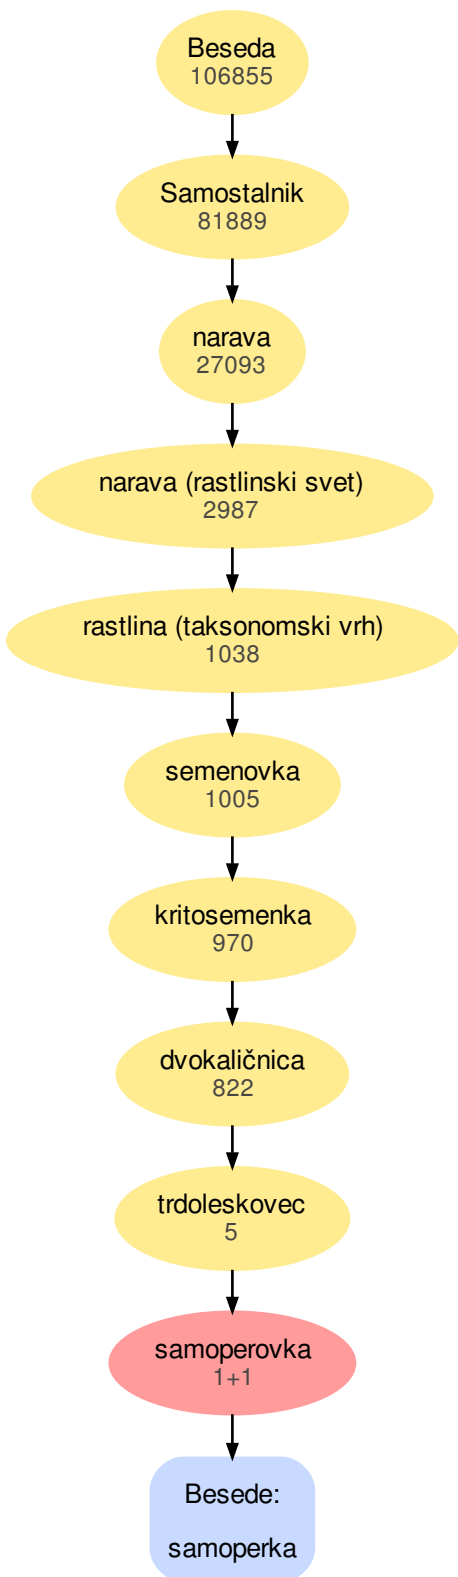 Beseda
106855
Samostalnik
81889
narava
27093
narava (rastlinski svet)
2987
rastlina (taksonomski vrh)
1038
semenovka
1005
kritosemenka
970
dvokaličnica
822
trdoleskovec
5
samoperovka
1+1
Besede:
samoperka